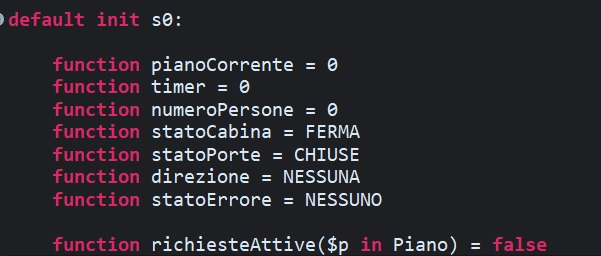 default init s0:
function pianoCorrente = 0
function timer = 0
function numeroPersone = 0
function statoCabina = FERMA
function statoPorte = CHIUSE
function direzione = NESSUNA
function statoErrore = NESSUNO
function richiesteAttive($p in Piano) = false